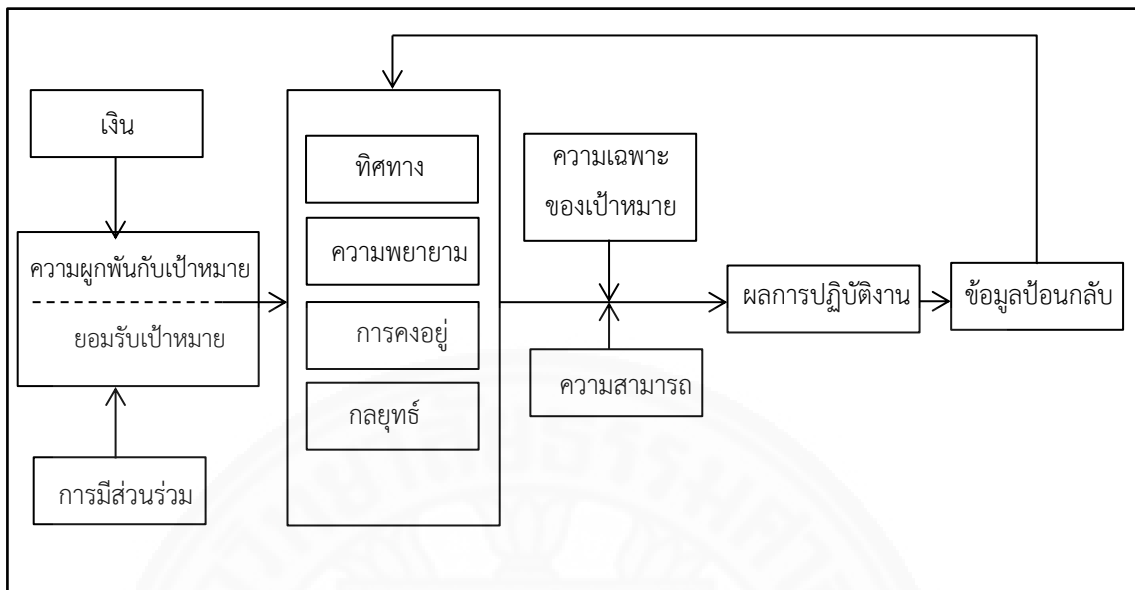 เงิน
ความผูกพันกับเป้าหมาย
ยอมรับเป้าหมาย
การมีส่วนร่วม
ทิศทาง
ความพยายาม
การคงอยู่
กลยุทธ์
ความเฉพาะ
ของเป้าหมาย
ความสามารถ
ผลการปฏิบัติงาน
ข้อมูลป้อนกลับ